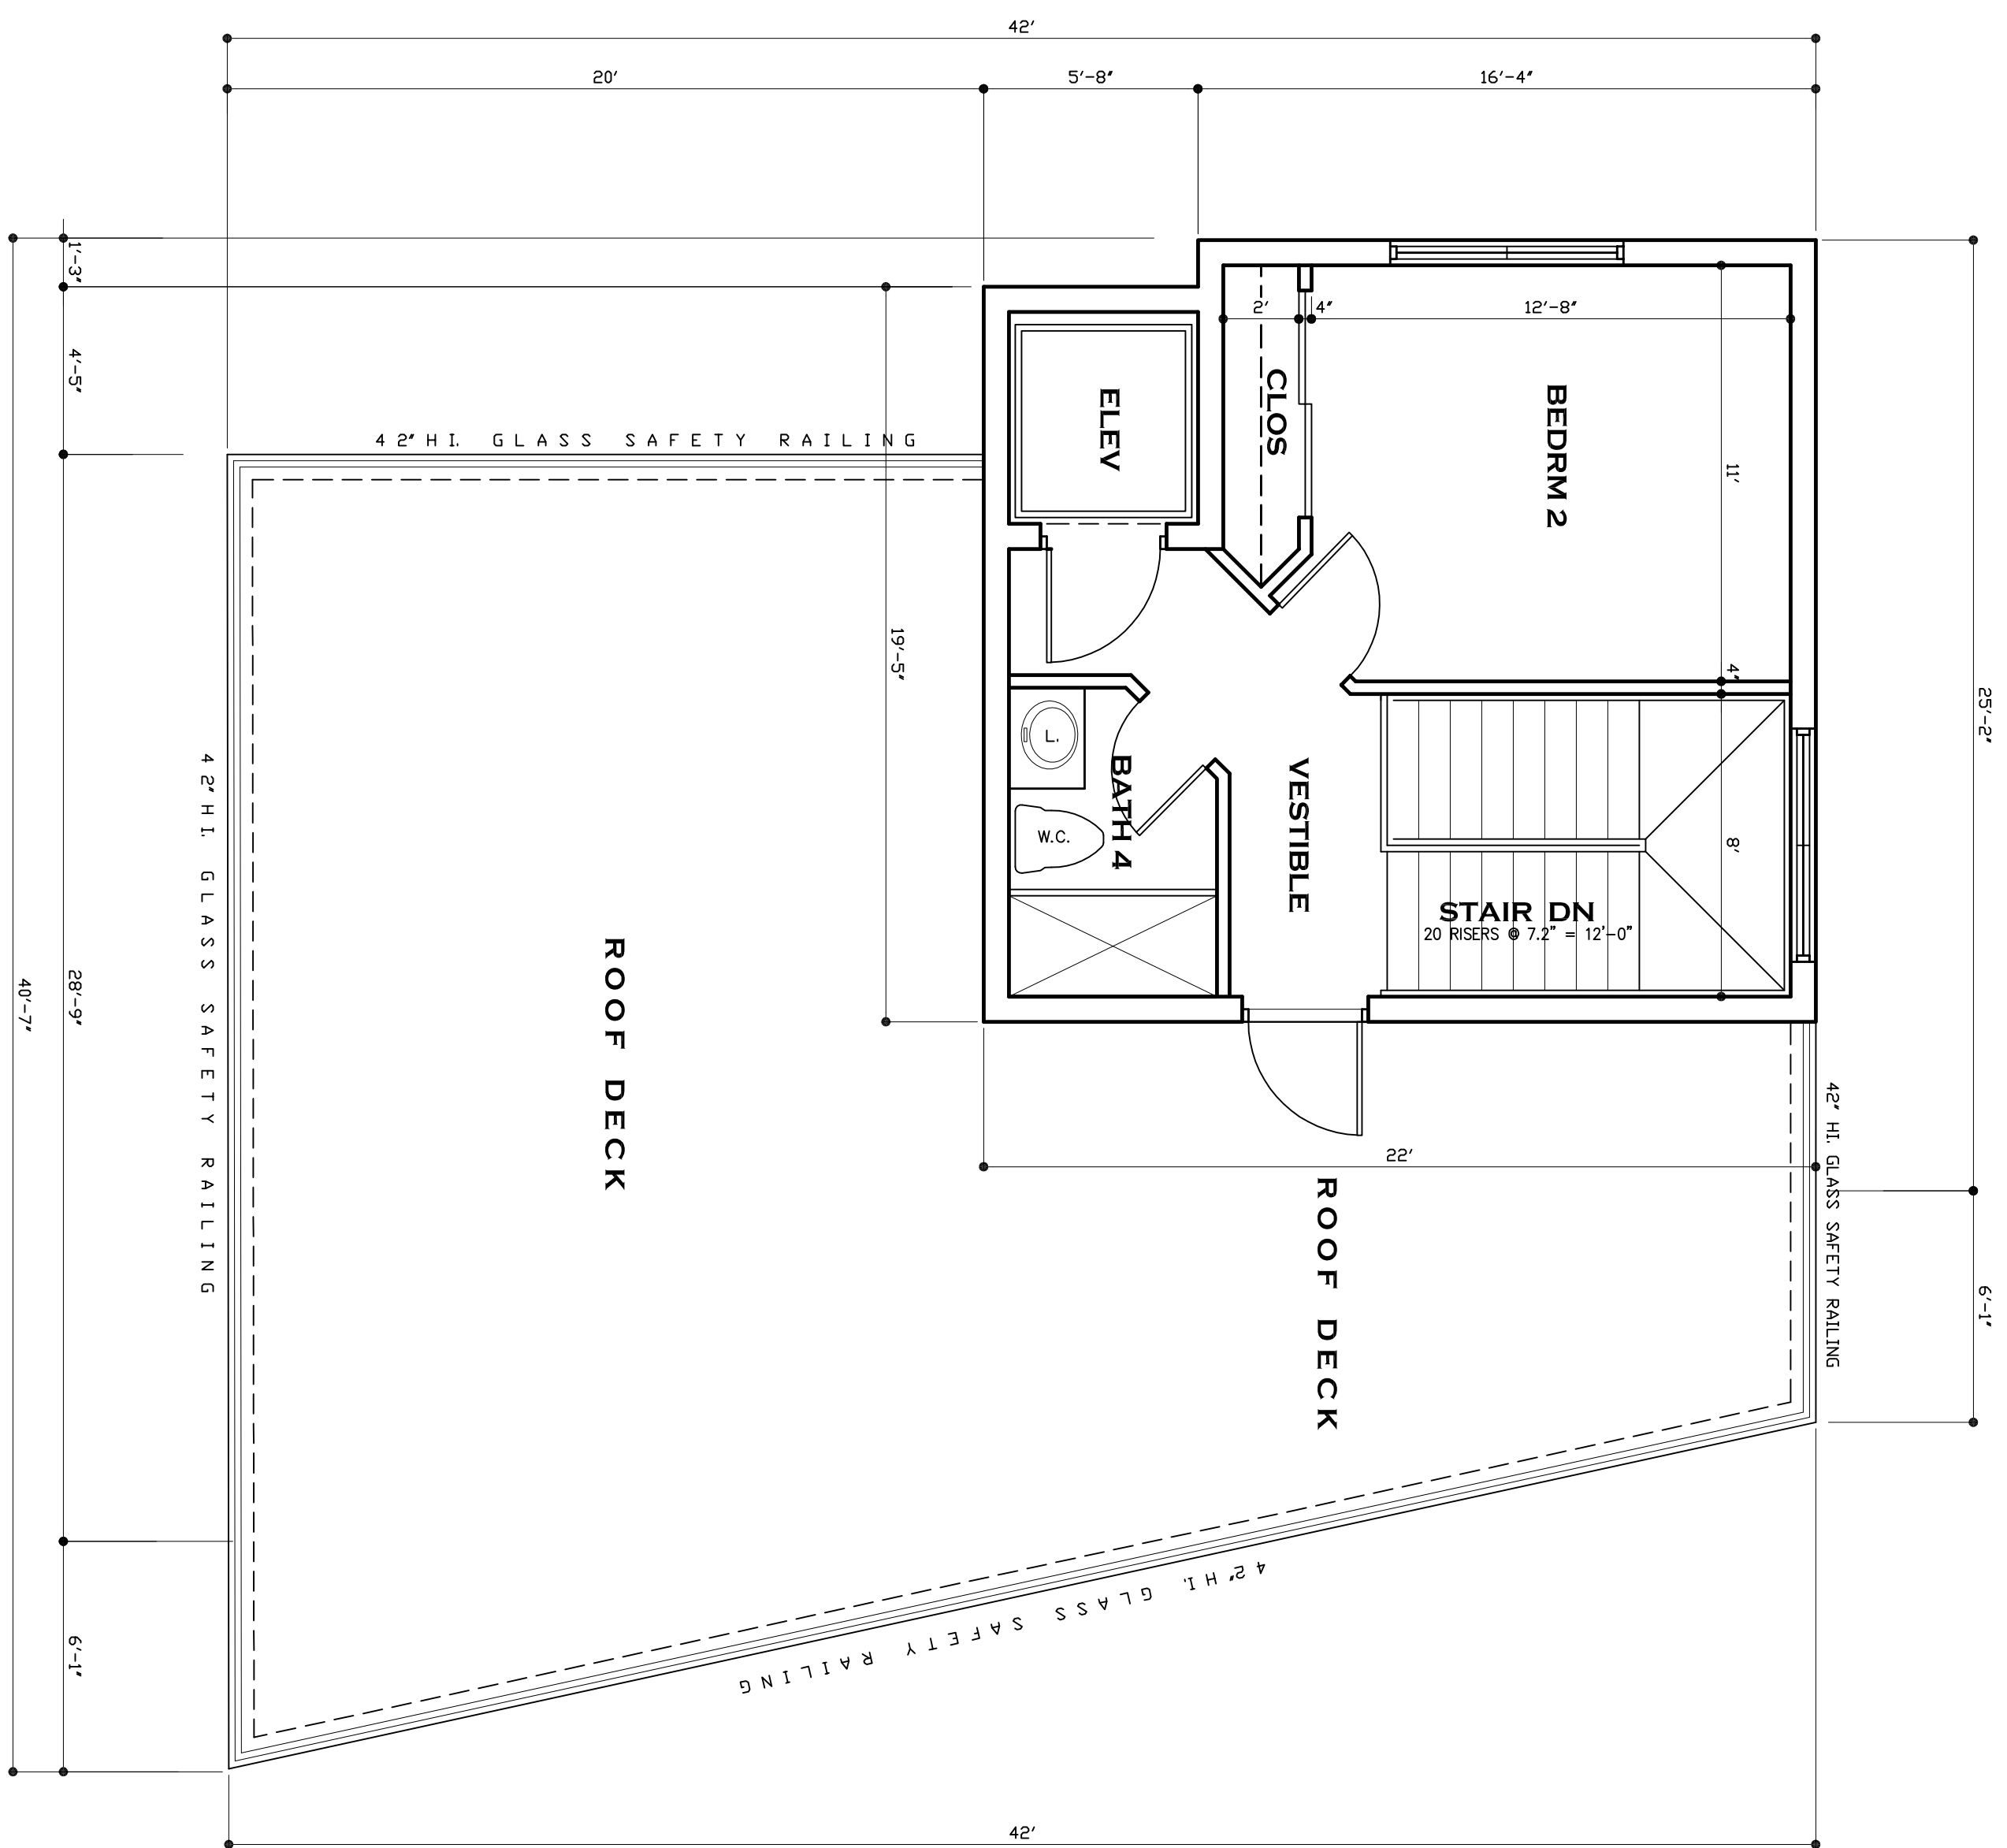 42'
20'
5'-8"
16'-4"
1'-3"
4'-5"
28'-9"
6'-1"
40'-7"
25'-2"
6'-1"
2'
4"
12'-8"
11'
4"
8'
19'-5"
22'
42'
CLOS
ELEV
BEDRM 2
42" HI. GLASS SAFETY RAILING
L.
W.C.
BATH 4
VESTIBLE
STAIR DN
20 RISERS @ 7.2" = 12'-0"
42" HI. GLASS SAFETY RAILING
ROOF DECK
ROOF DECK
42" HI. GLASS SAFETY RAILING
42" HI. GLASS SAFETY RAILING